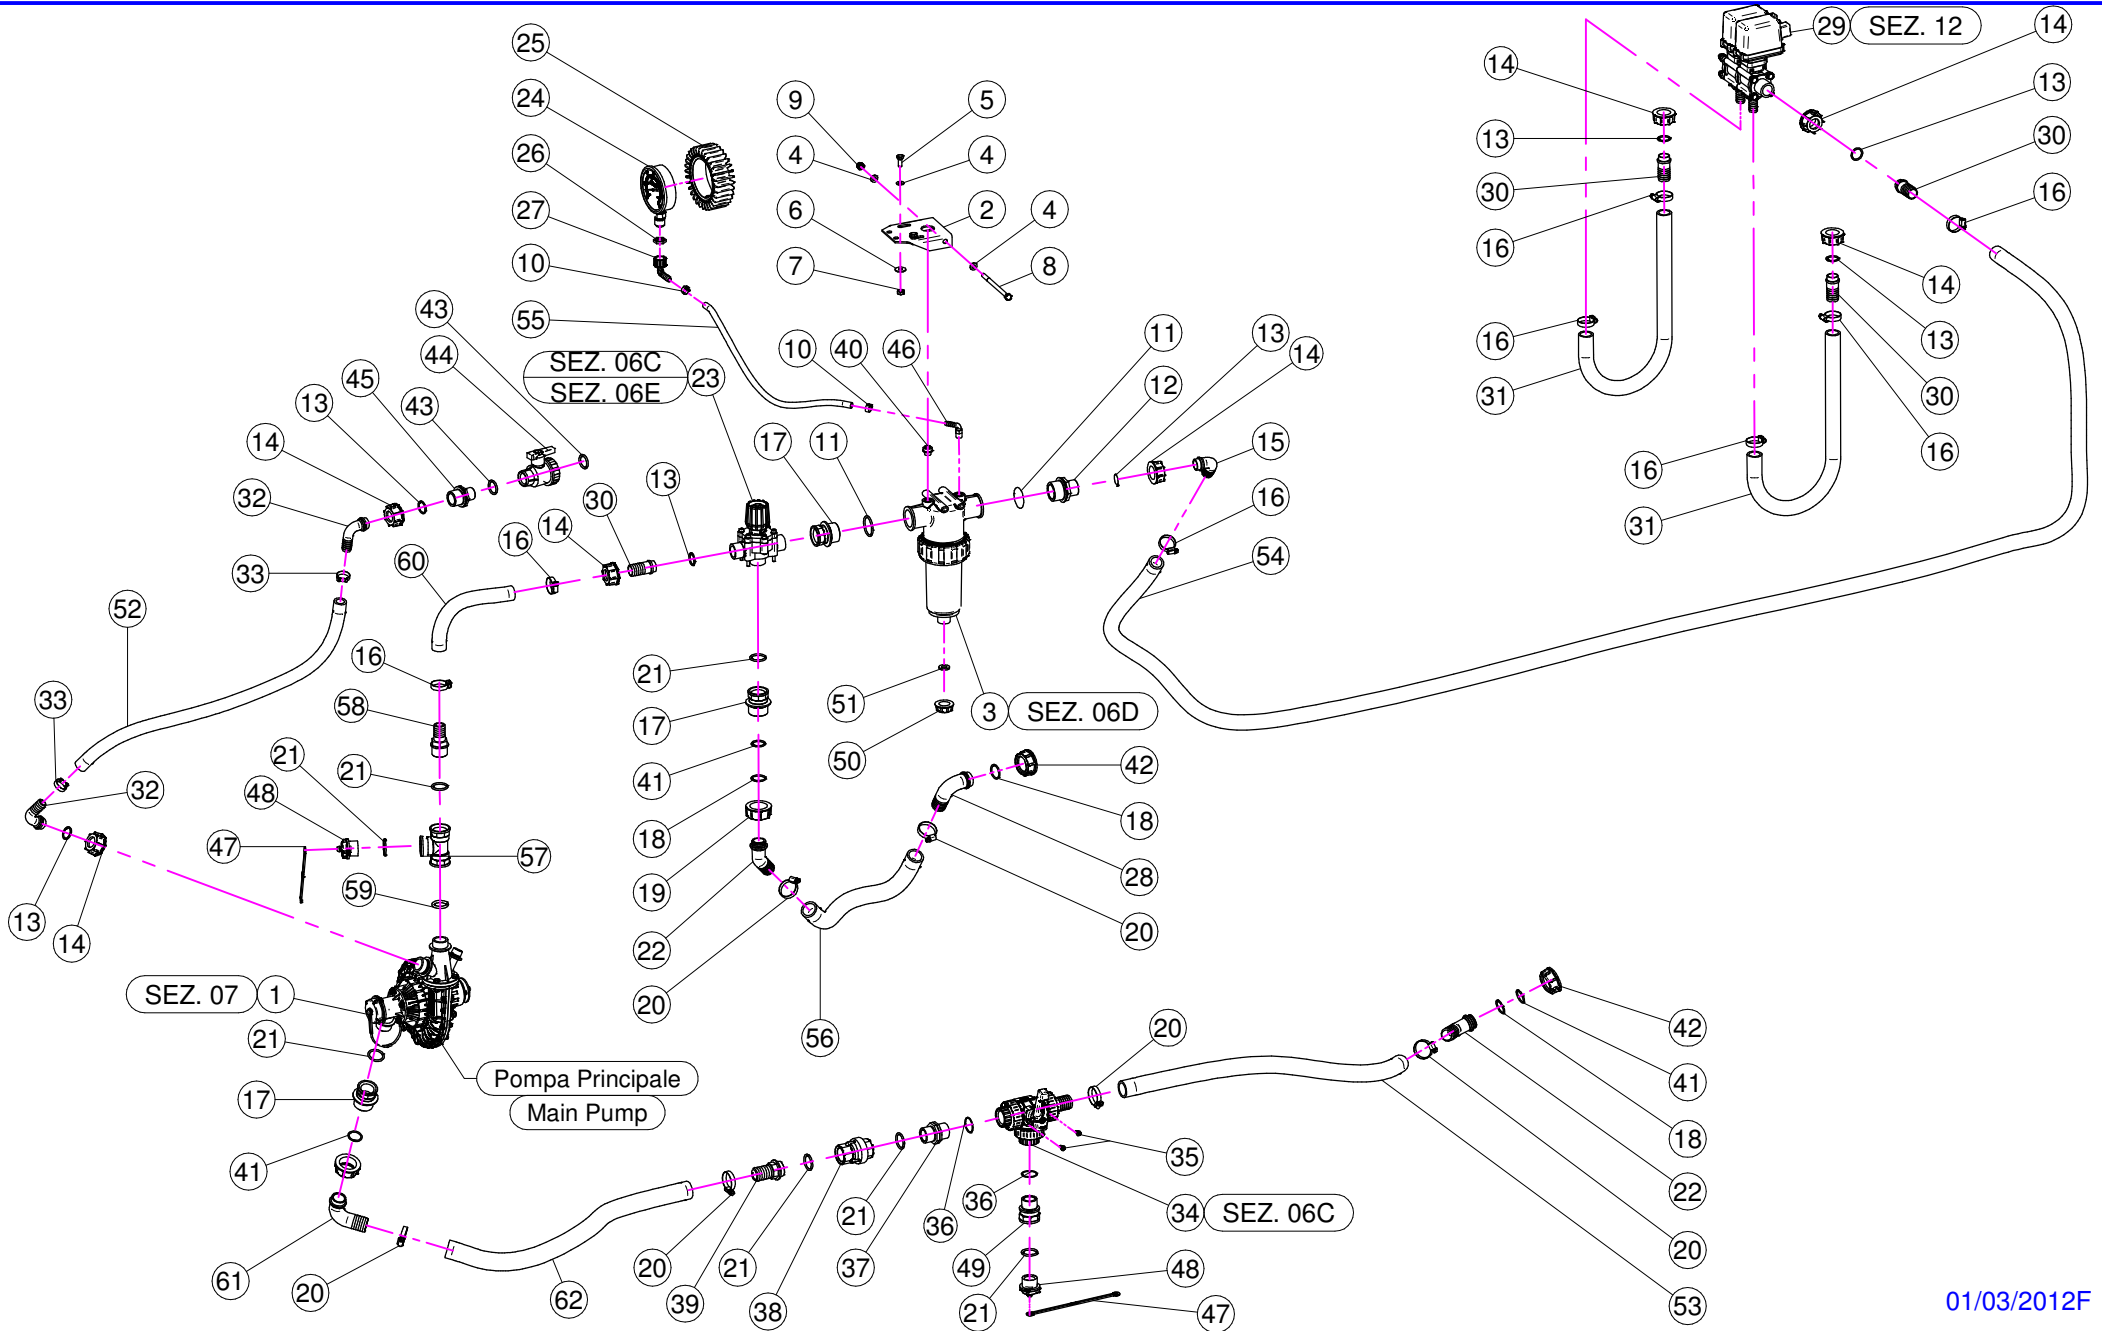 29 SEZ. 12 14
25
14
24 9 5 13
13
26 4 4 30
30
27 6 2 4 16
16
10 7 8 14
55 43 13
44 10 40 46 11 13 14 16 30
SEZ. 06C
SEZ. 06E 23
45 12 31 16
13 43 16
14 17 11 15 31
32 13 16
30
14
16
33 60 54
52
16 21 51
33 58 17 3 SEZ. 06D
50
21 21 41 42
32 48 18 18
47 57 19 28
59
13 14 22 20
SEZ. 07 1 20 56 42
21 20 41
Pompa Principale
Main Pump
17 18
41 35 22
36
21 36 34 SEZ. 06C
37 20
61 20 62 20 39 21 38 49 48 53
21 47
01/03/2012F